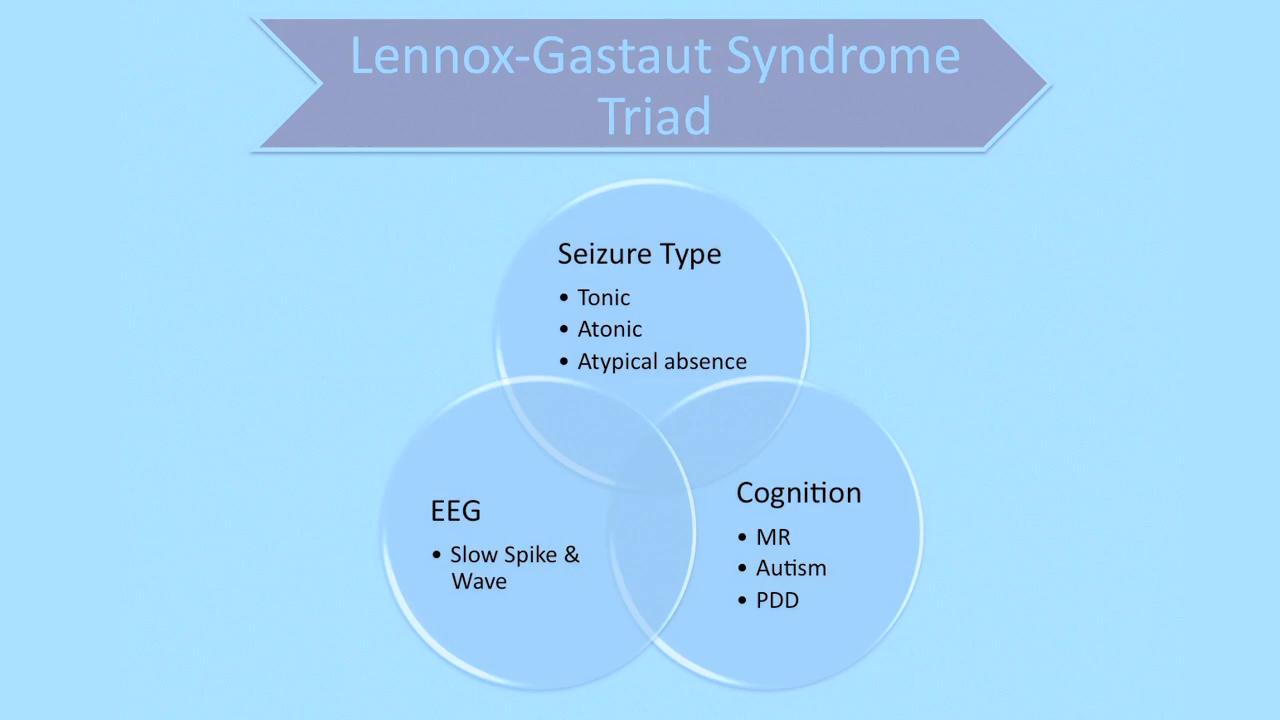 Lennox-Gastaut Syndrome
Triad
Seizure Type
• Tonic
• Atonic
• Atypical absence
EEG
• Slow Spike &
Wave
Cognition
• MR
• Autism
• PDD